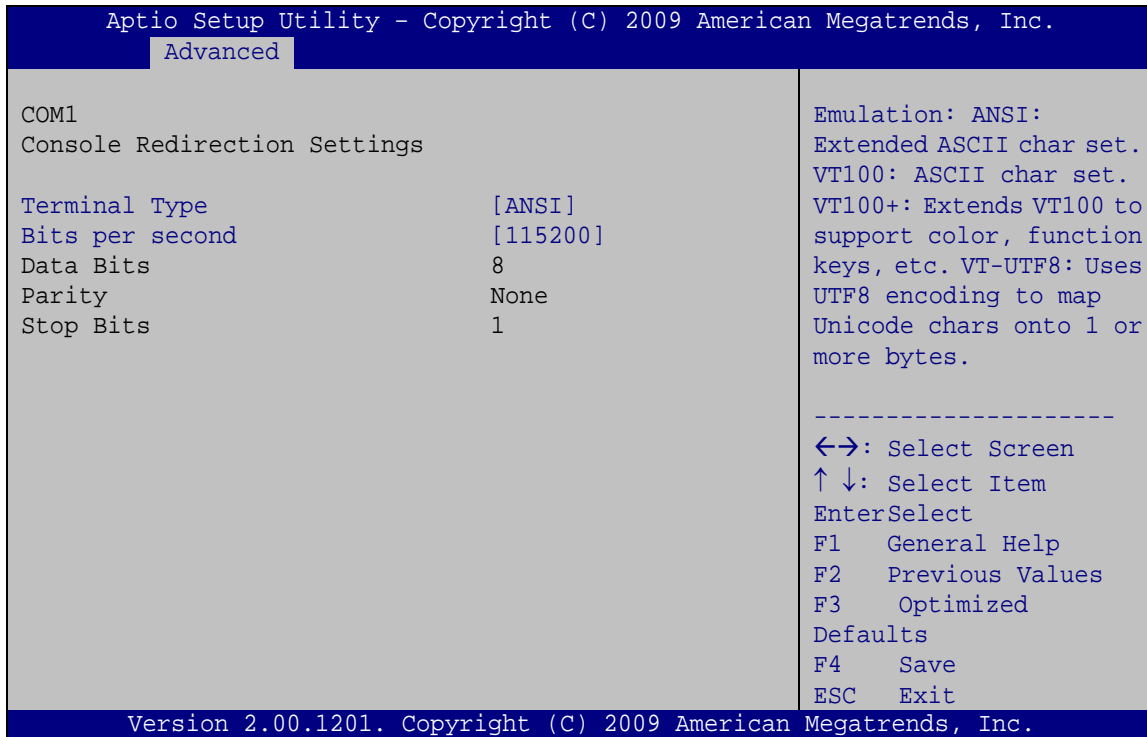 Aptio Setup Utility – Copyright (C) 2009 American Megatrends, Inc.
Advanced
COM1
Console Redirection Settings
Terminal Type [ANSI]
Bits per second [115200]
Data Bits 8
Parity None
Stop Bits 1
Emulation: ANSI:
Extended ASCII char set.
VT100: ASCII char set.
VT100+: Extends VT100 to
support color, function
keys, etc. VT-UTF8: Uses
UTF8 encoding to map
Unicode chars onto 1 or
more bytes.
---------------------
←→: Select Screen
↑ ↓: Select Item
EnterSelect
F1 General Help
F2 Previous Values
F3 Optimized
Defaults
F4 Save
ESC Exit
Version 2.00.1201. Copyright (C) 2009 American Megatrends, Inc.